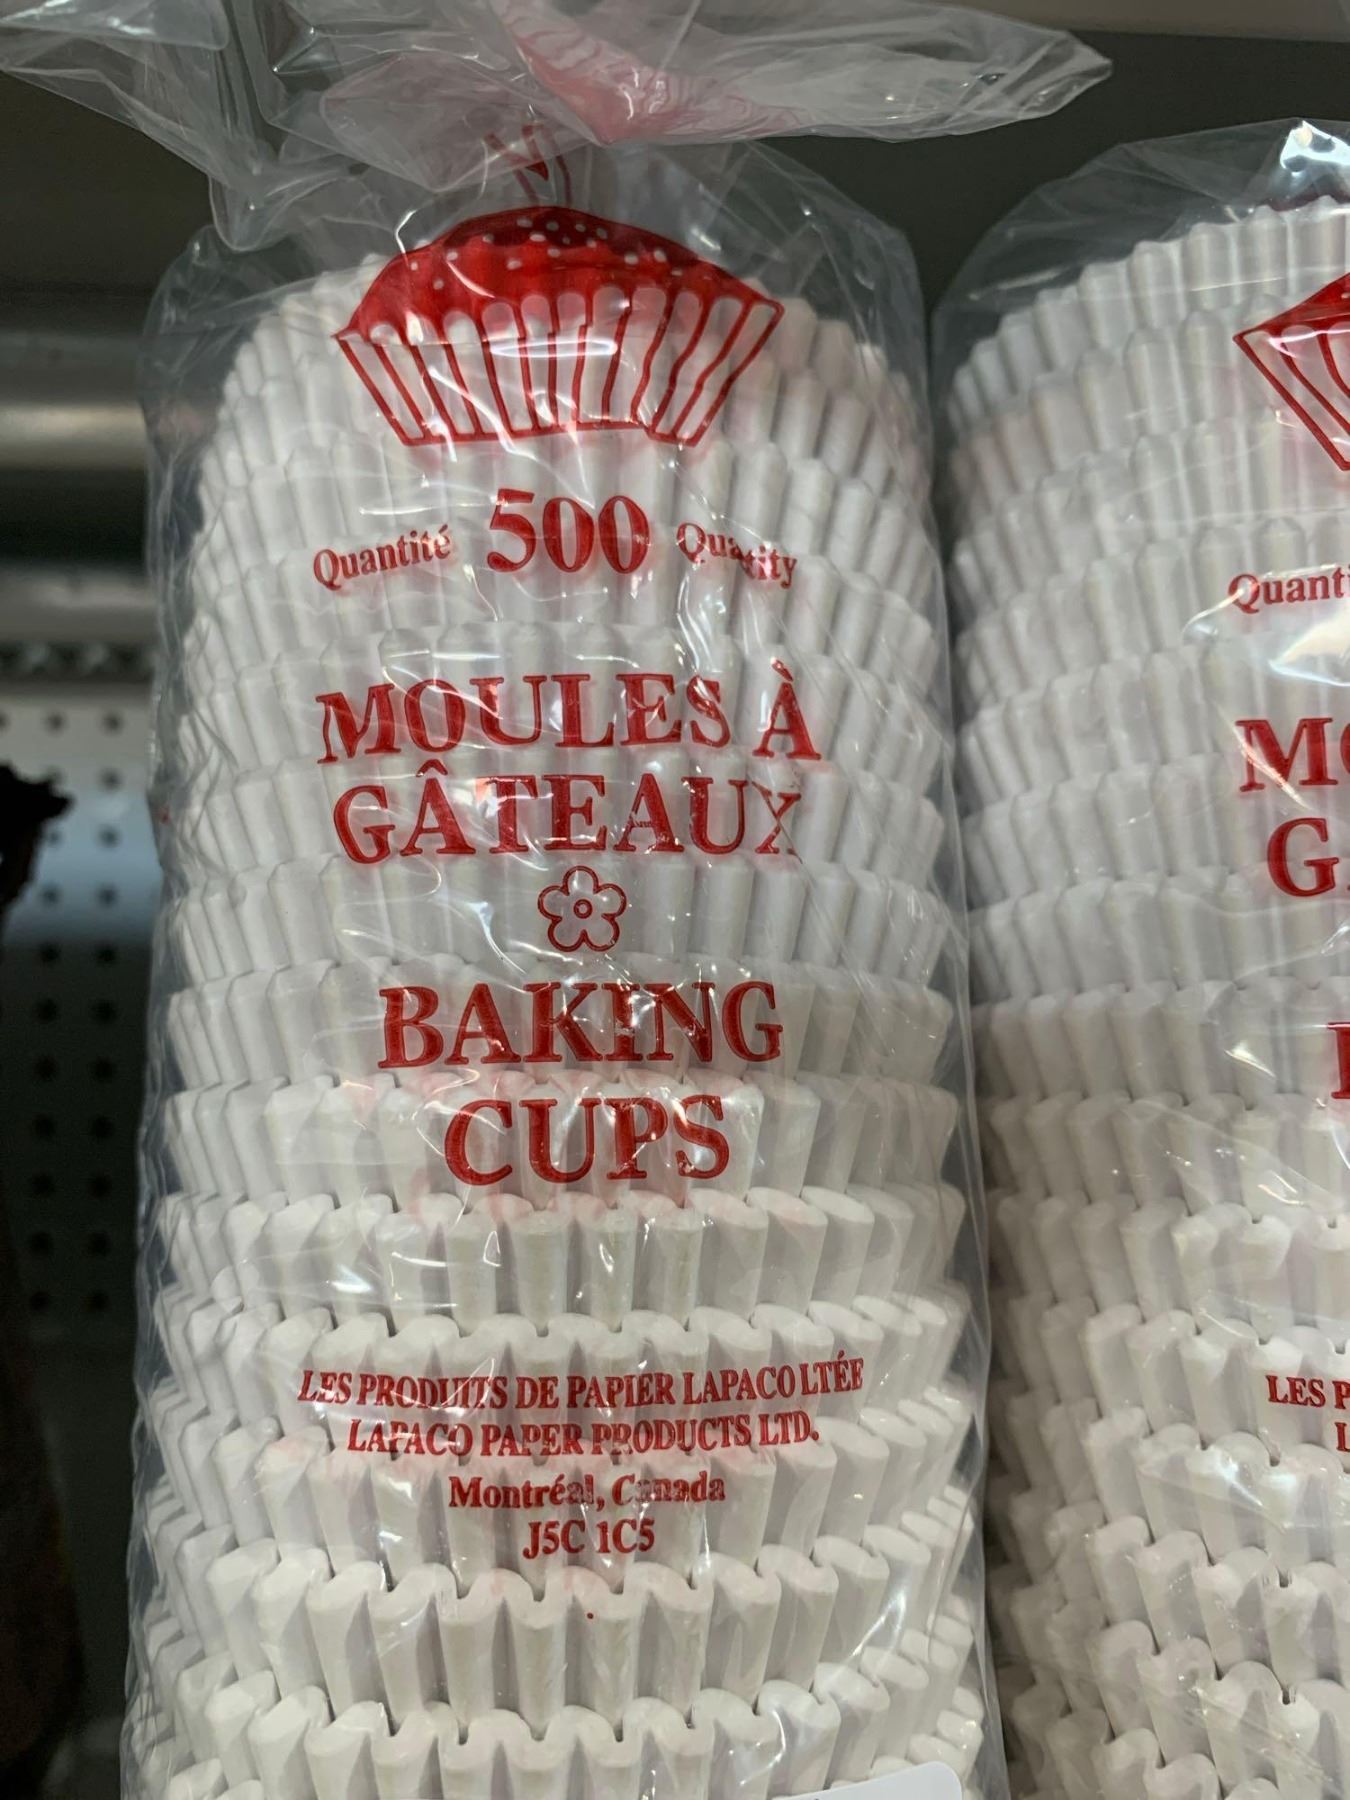 Quantité 500 Quantity
MOULES À
GÂTEAUX
BAKING
CUPS
LES PRODUITS DE PAPIER LAPACO LTÉE
LAPACO PAPER PRODUCTS LTD.
Montréal, Canada
J5C 1C5